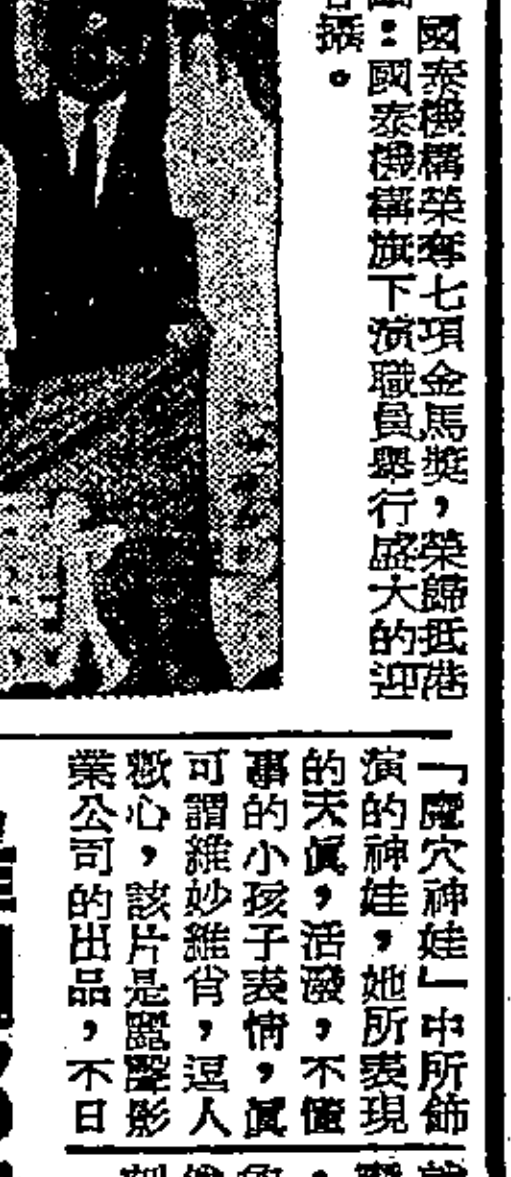 國泰機構榮奪七項金馬獎，榮歸抵港
：國泰機構旗下演職員舉行盛大的迎
攝。
「魔穴神娃」中所飾
演的神娃，她所表現
的天眞，活潑，不懂
事的小孩子表情，眞
可謂維妙維肖，逗人
歡心，該片是麗聲影
業公司的出品，不日